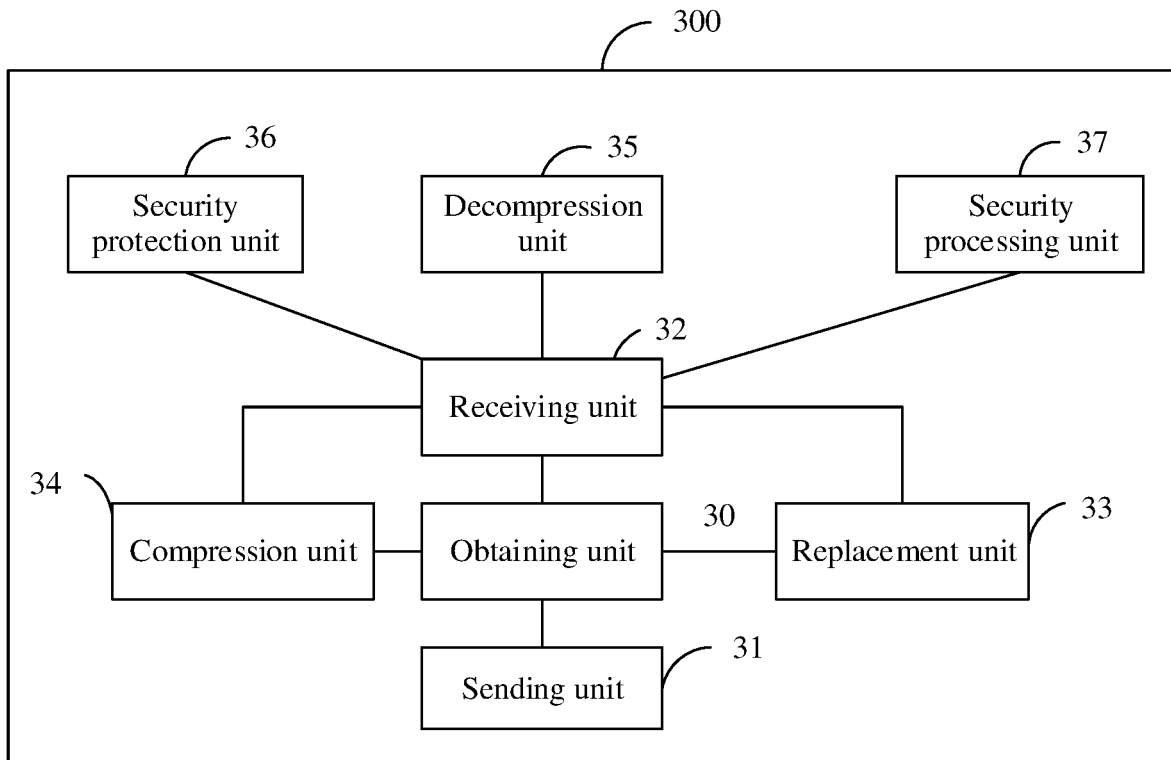 300
36
35
37
Security
protection unit
Decompression
unit
Security
processing unit
32
Receiving unit
34
30
33
Compression unit
Obtaining unit
Replacement unit
31
Sending unit